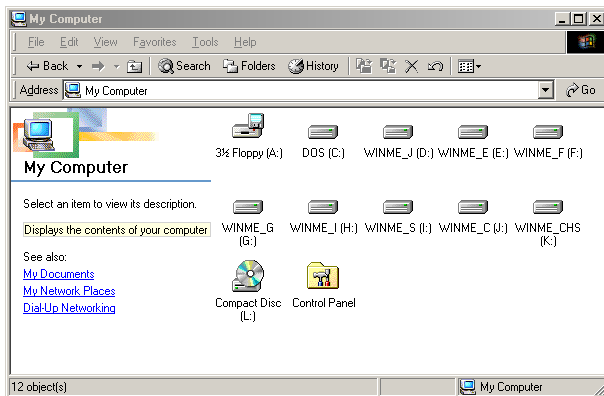 My Computer
File Edit View Favorites Tools Help
Back Search Folders History
Address My Computer Go
My Computer
Select an item to view its description.
Displays the contents of your computer
See also:
My Documents
My Network Places
Dial-Up Networking
3½ Floppy (A:) DOS (C:) WINME_J (D:) WINME_E (E:) WINME_F (F:)
WINME_G WINME_I (H:) WINME_S (I:) WINME_C (J:) WINME_CHS
(G:) (K:)
Compact Disc Control Panel
(L:)
12 object(s) My Computer